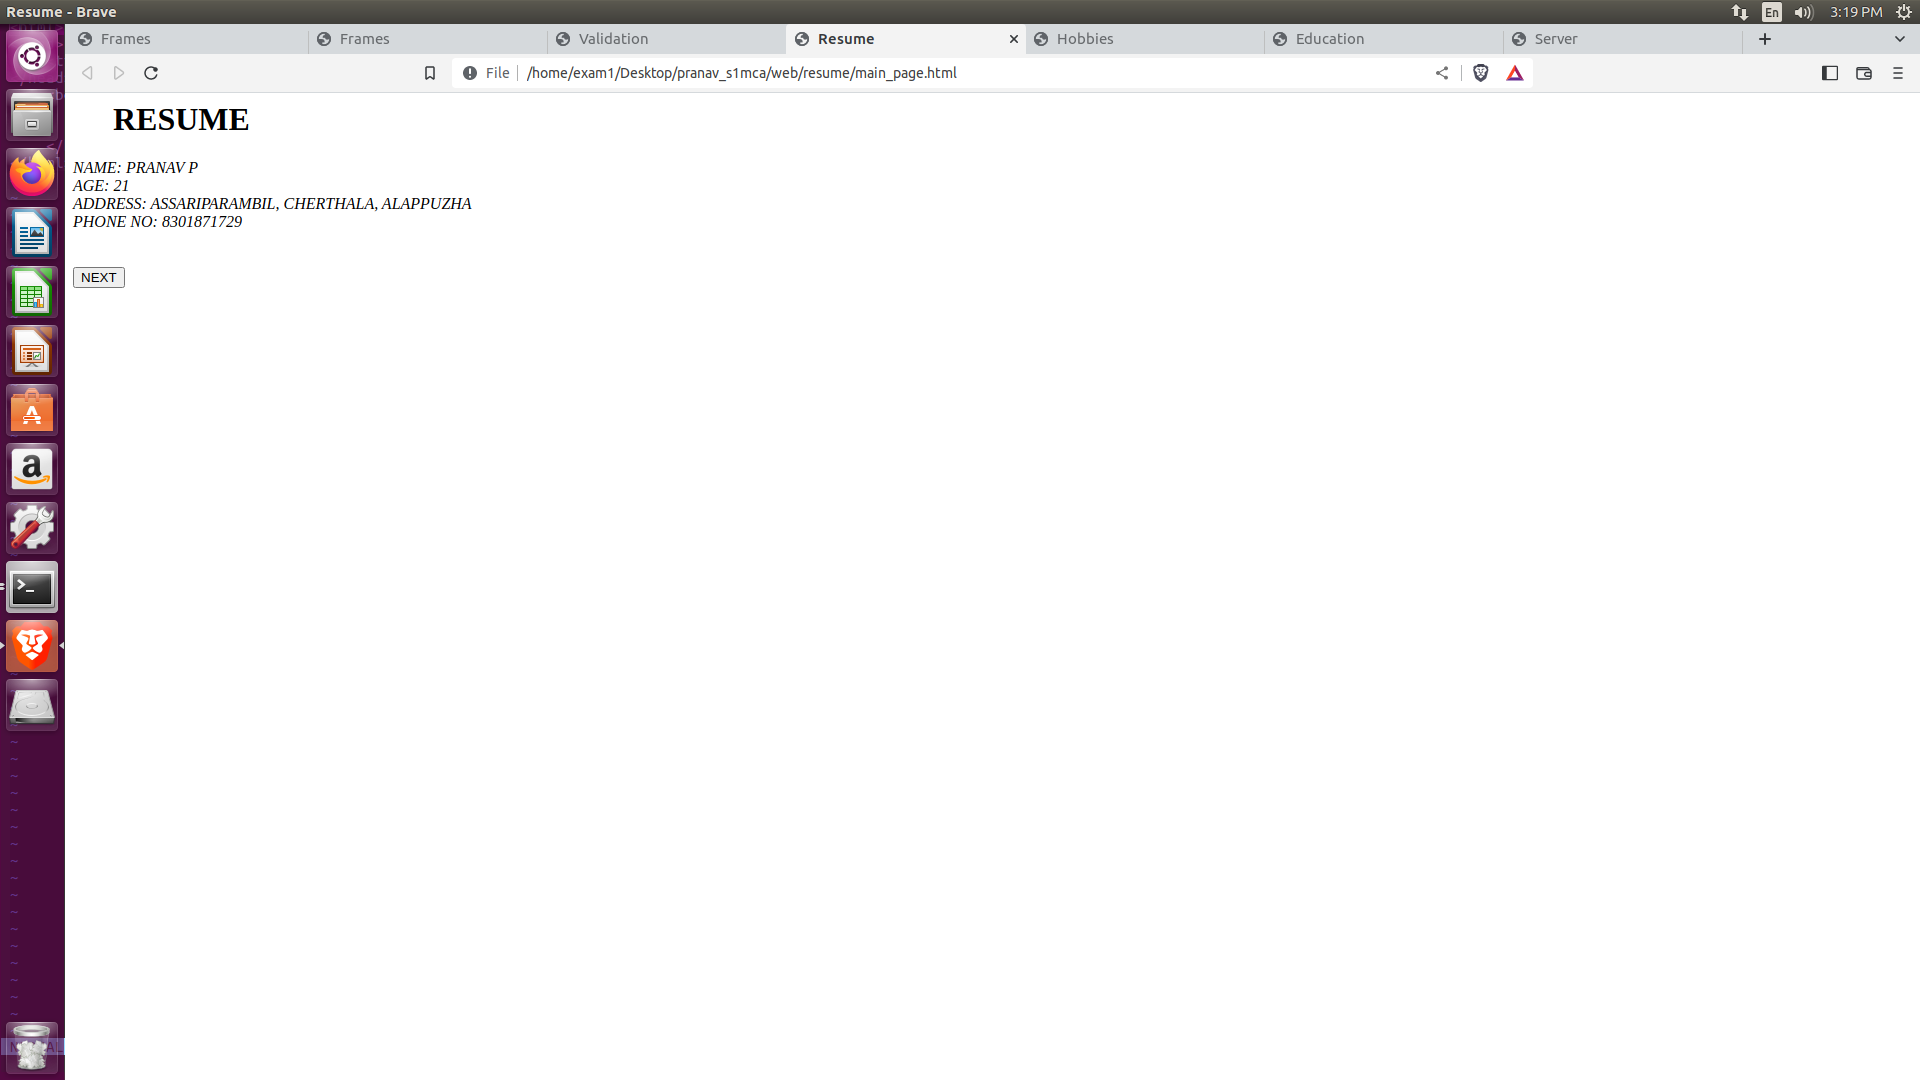 Resume - Brave
En
3:19 PM
Frames
Frames
Validation
Resume
Hobbies
Education
Server
File
/home/exam1/Desktop/pranav_s1mca/web/resume/main_page.html
RESUME
NAME: PRANAV P
AGE: 21
ADDRESS: ASSARIPARAMBIL, CHERTHALA, ALAPPUZHA
PHONE NO: 8301871729
NEXT